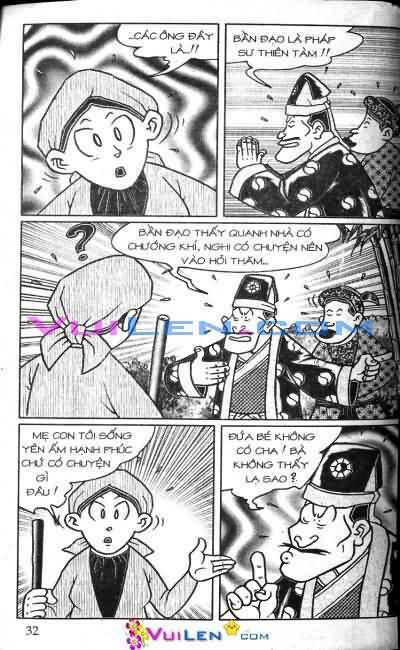 ...CÁC ÔNG ĐÂY
LÀ...!!
BẦN ĐẠO LÀ PHÁP
SƯ THIÊN TÀM !!
BẦN ĐẠO THẤY QUANH NHÀ CÓ
CHƯỚNG KHÍ, NGHI CÓ CHUYỆN NÊN
VÀO HỎI THĂM...
?
VUILEN.COM
MẸ CON TÔI SỐNG
YÊN ẤM HẠNH PHÚC
CHỨ CÓ CHUYỆN
GÌ
ĐÂU !
ĐỨA BÉ KHÔNG
CÓ CHA ! BÀ
KHÔNG THẤY
LẠ SAO ?
32
VUILEN.COM